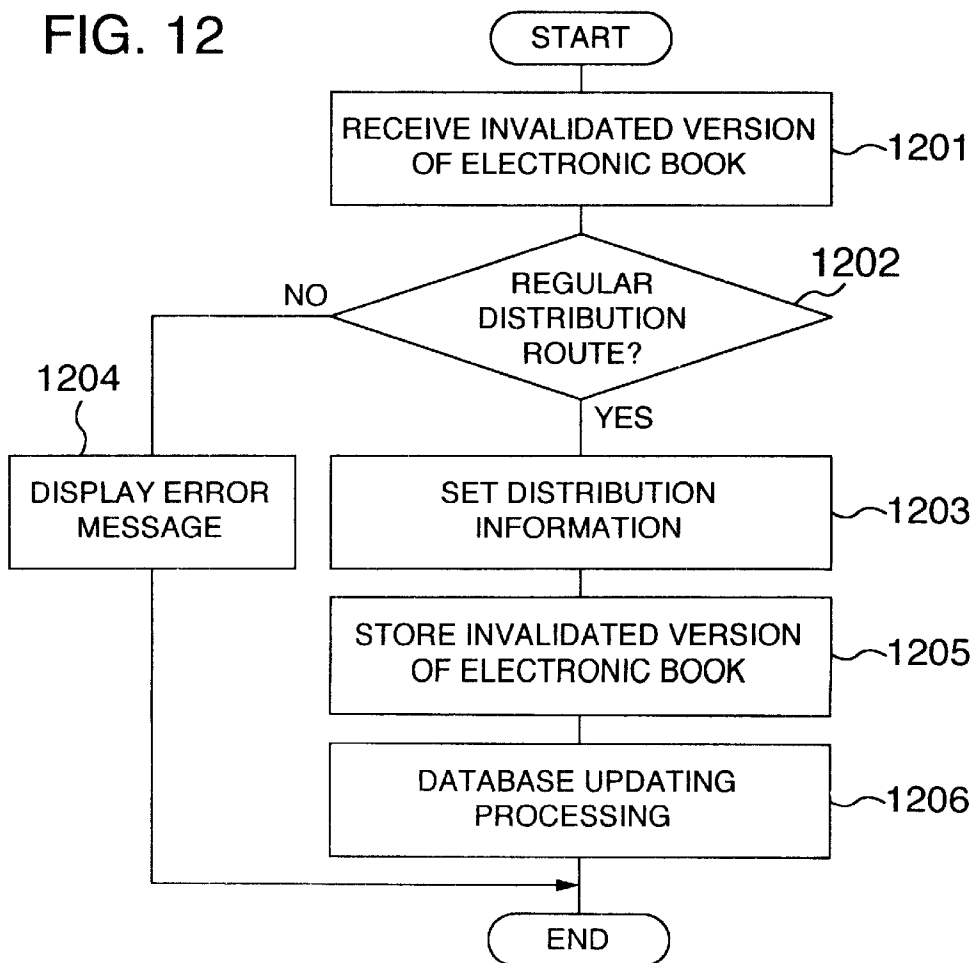 FIG. 12
START
RECEIVE INVALIDATED VERSION
OF ELECTRONIC BOOK
1201
REGULAR
DISTRIBUTION
ROUTE?
1202
NO
YES
1204
DISPLAY ERROR
MESSAGE
SET DISTRIBUTION
INFORMATION
1203
STORE INVALIDATED VERSION
OF ELECTRONIC BOOK
1205
DATABASE UPDATING
PROCESSING
1206
END